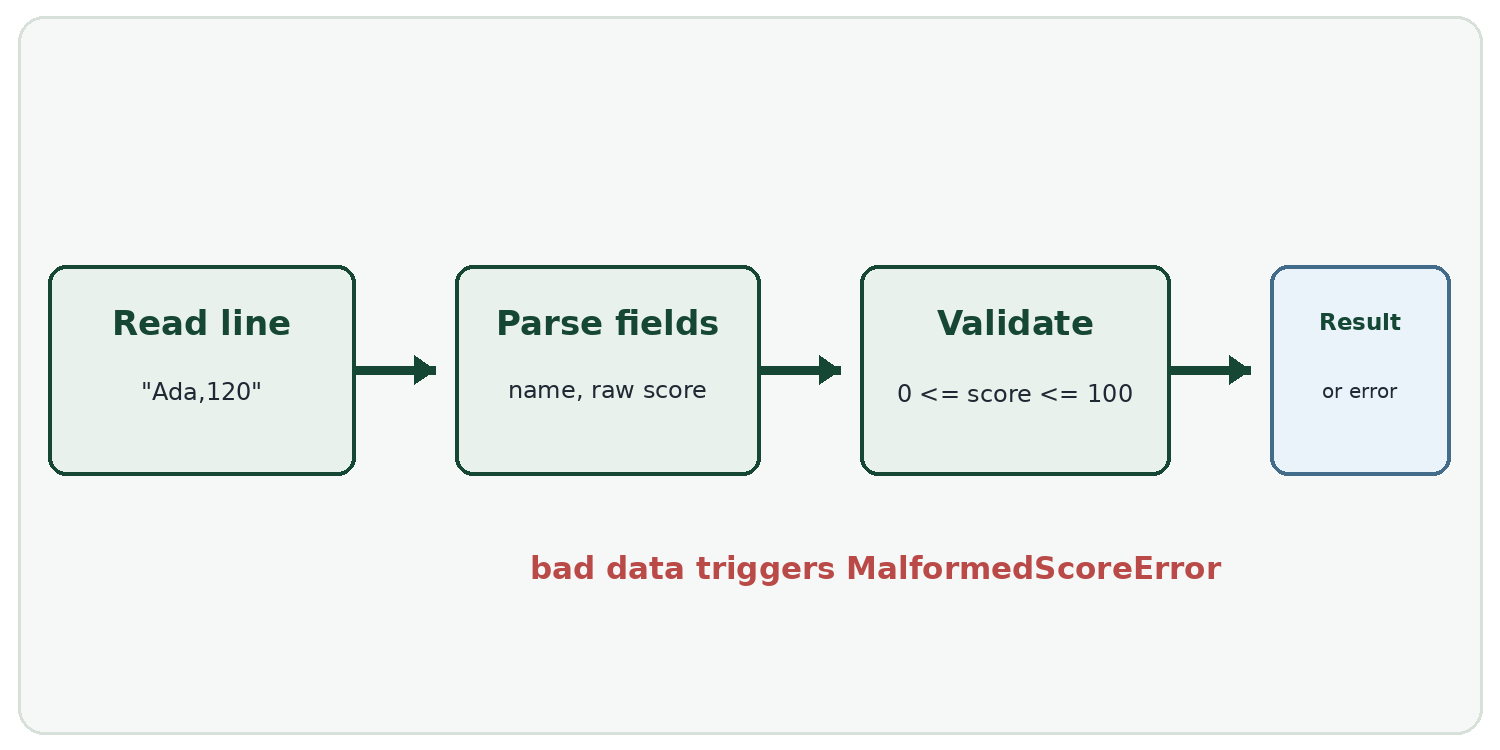 Read line
"Ada,120"
Parse fields
name, raw score
Validate
0 <= score <= 100
Result
or error
bad data triggers MalformedScoreError